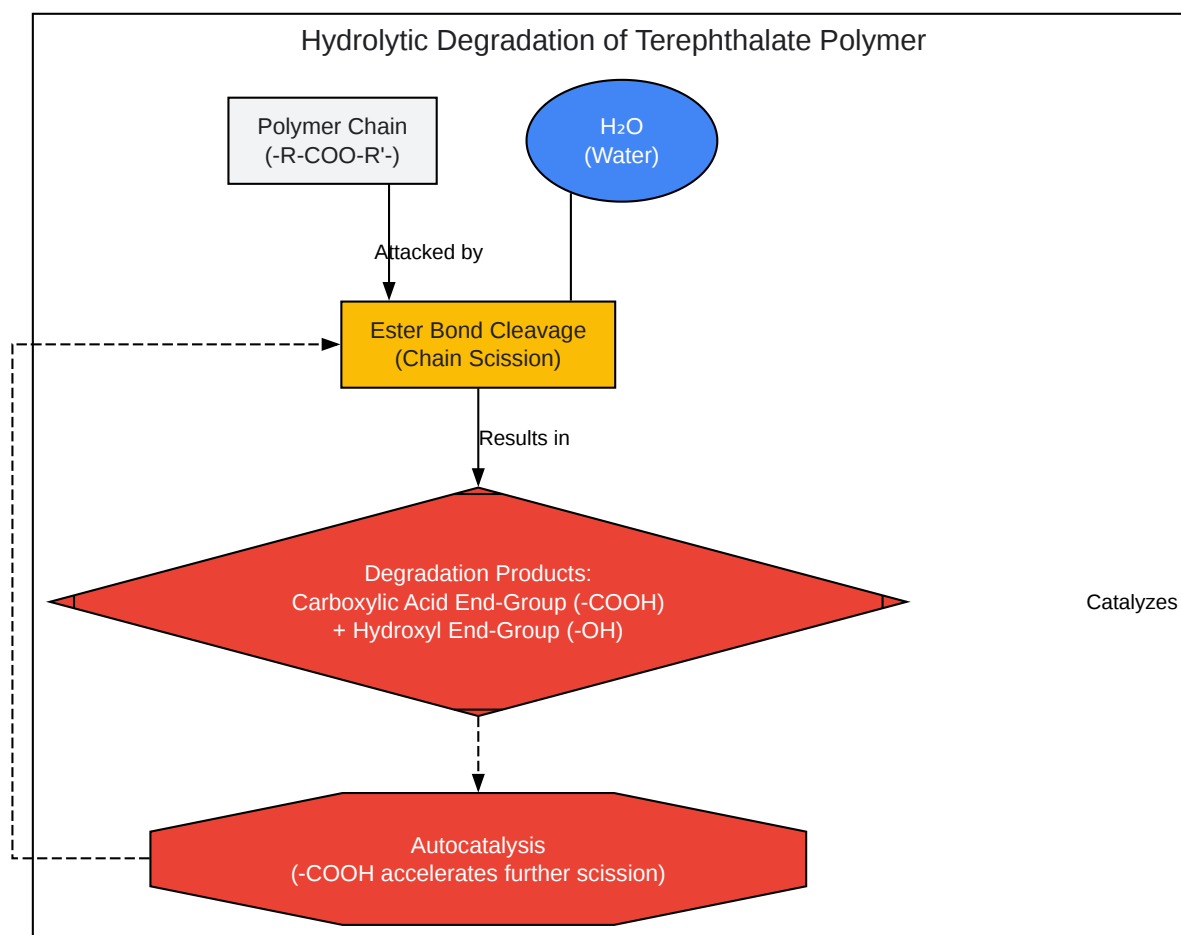 Hydrolytic Degradation of Terephthalate Polymer
Polymer Chain
(-R-COO-R'-)
H₂O
(Water)
Attacked by
Ester Bond Cleavage
(Chain Scission)
Results in
Degradation Products:
Carboxylic Acid End-Group (-COOH)
+ Hydroxyl End-Group (-OH)
Catalyzes
Autocatalysis
(-COOH accelerates further scission)